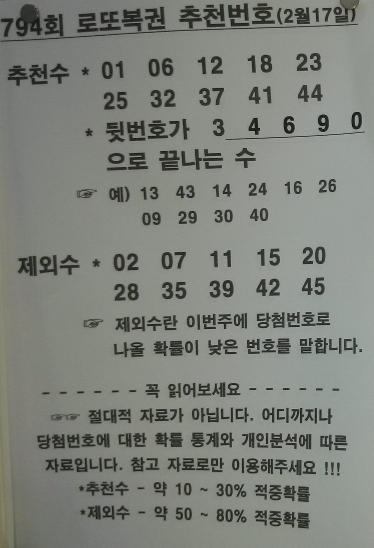 794회 로또복권 추천번호(2월17일)
추천수 * 01 06 12 18 23
25 32 37 41 44
* 뒷번호가 3 4 6 9 0
으로 끝나는 수
☞ 예) 13 43 14 24 16 26
09 29 30 40
제외수 * 02 07 11 15 20
28 35 39 42 45
☞ 제외수란 이번주에 당첨번호로
나올 확률이 낮은 번호를 말합니다.
- - - - - - 꼭 읽어보세요 - - - - - -
☞☞ 절대적 자료가 아닙니다. 어디까지나
당첨번호에 대한 확률 통계와 개인분석에 따른
자료입니다. 참고 자료로만 이용해주세요 !!!
*추천수 - 약 10 ~ 30% 적중확률
*제외수 - 약 50 ~ 80% 적중확률